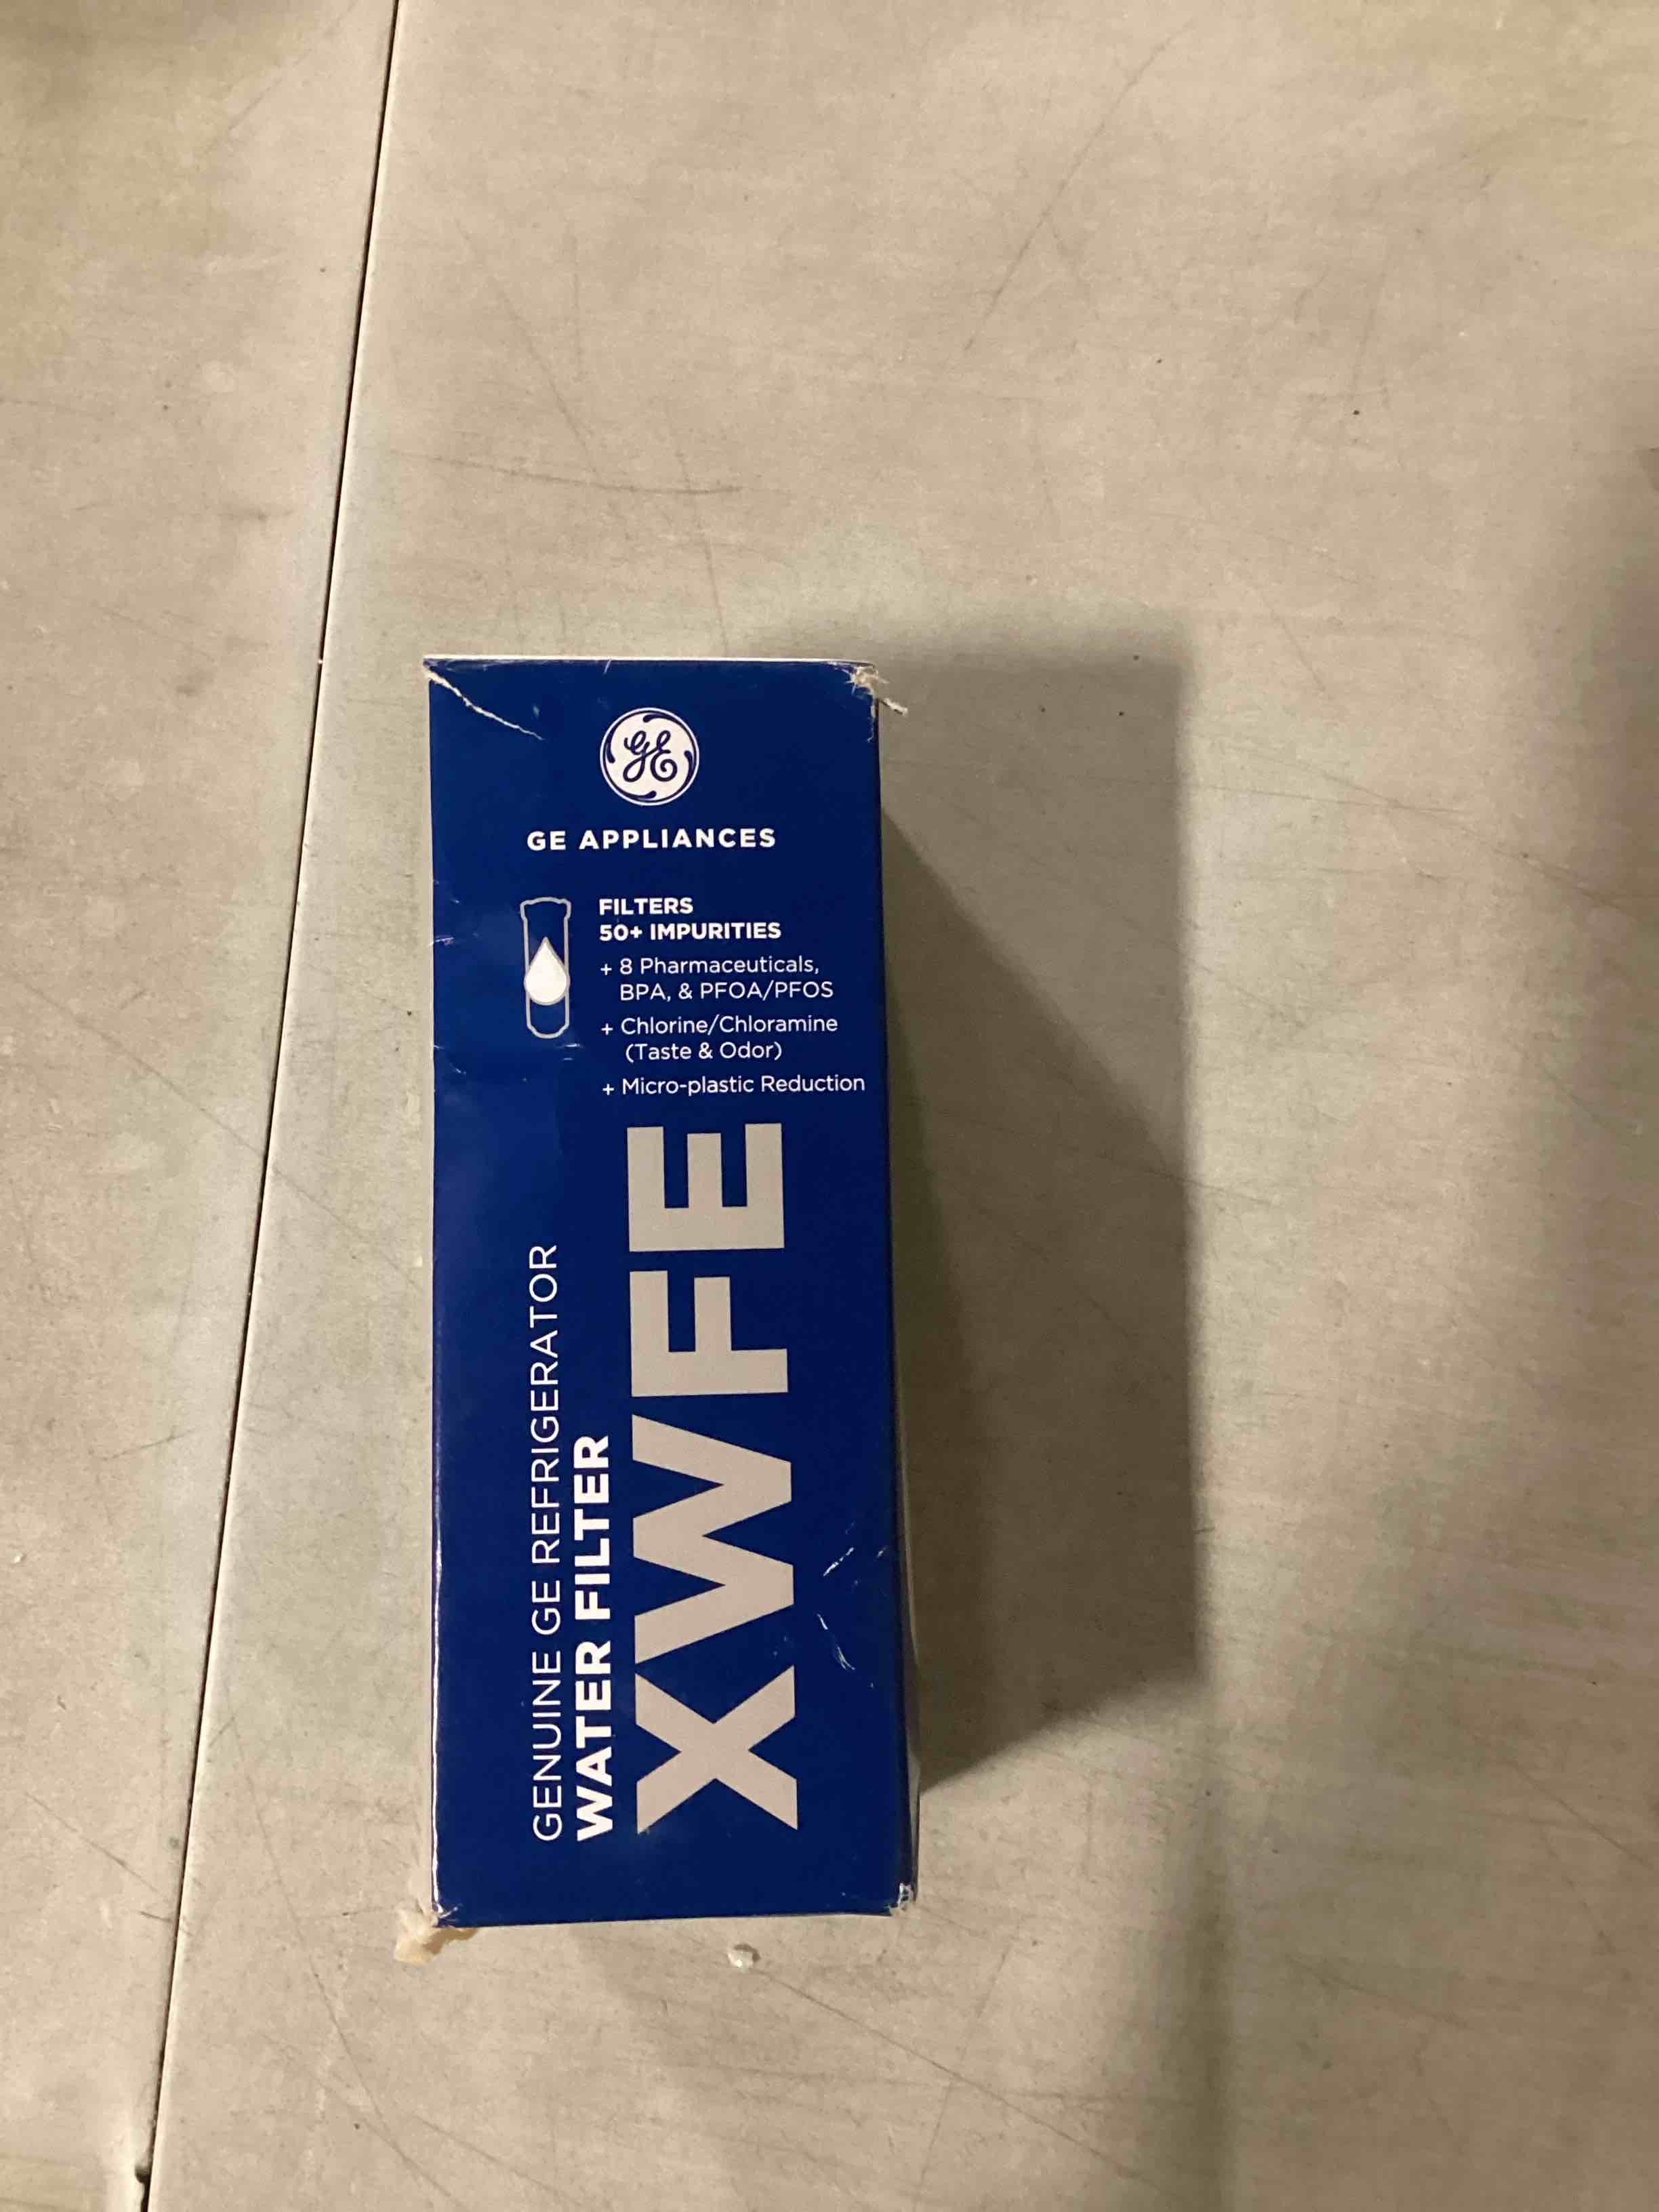 GE
GE APPLIANCES
FILTERS
50+ IMPURITIES
+ 8 Pharmaceuticals,
BPA, & PFOA/PFOS
+ Chlorine/Chloramine
(Taste & Odor)
+ Micro-plastic Reduction
GENUINE GE REFRIGERATOR
WATER FILTER
XWFE